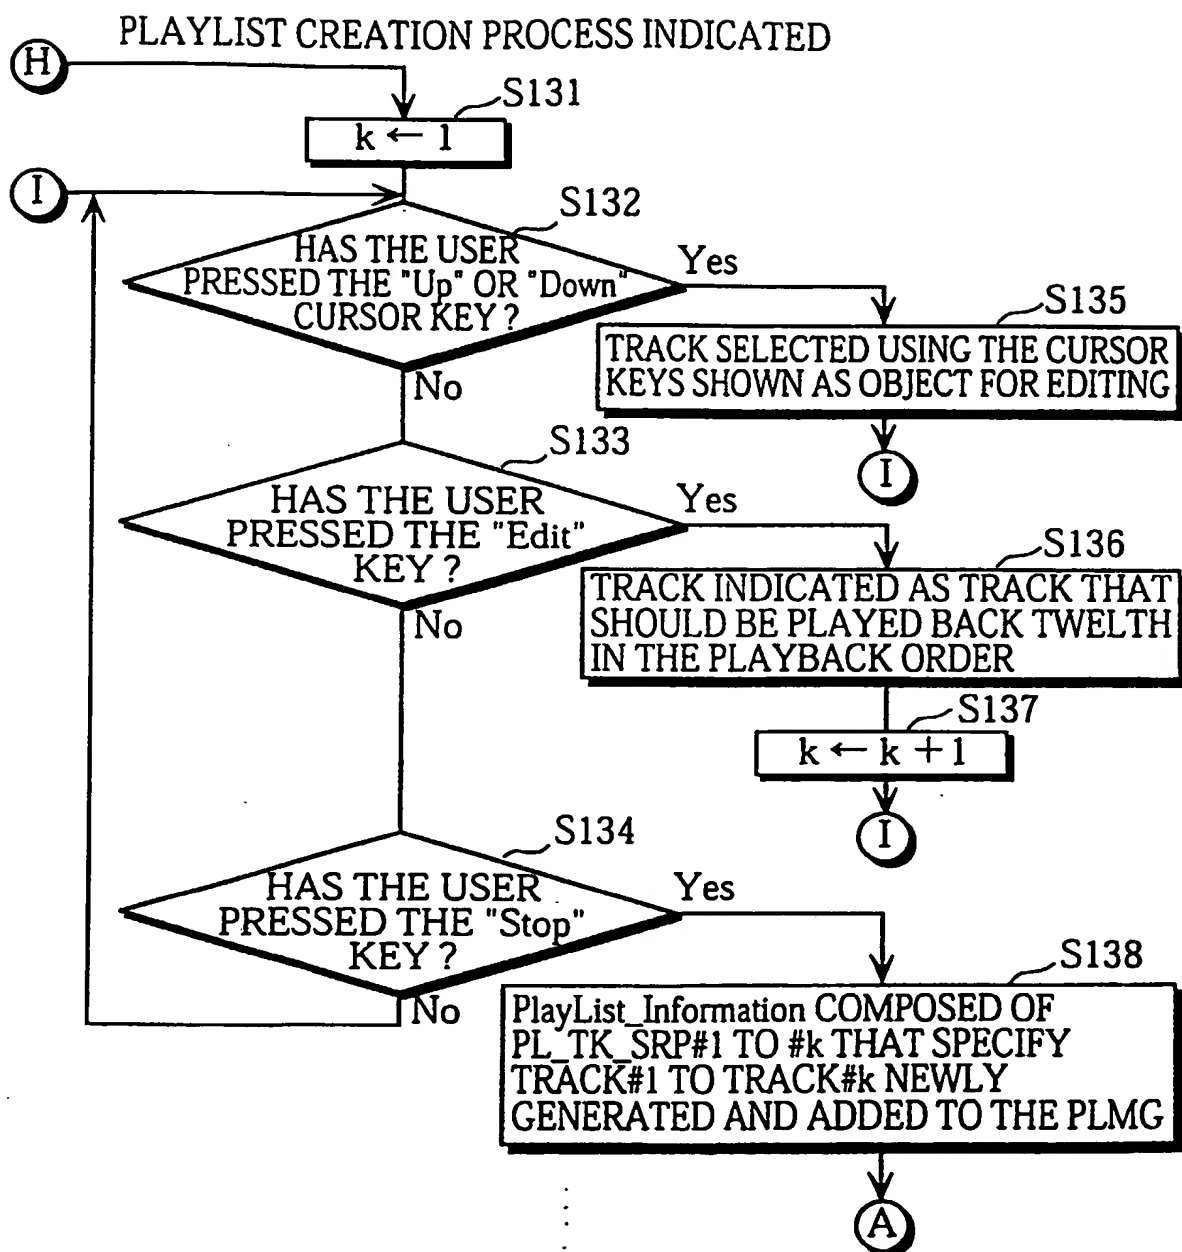 PLAYLIST CREATION PROCESS INDICATED
H
S131
k ← 1
I
S132
HAS THE USER
PRESSED THE "Up" OR "Down"
CURSOR KEY ?
Yes
No
S135
TRACK SELECTED USING THE CURSOR
KEYS SHOWN AS OBJECT FOR EDITING
I
S133
HAS THE USER
PRESSED THE "Edit"
KEY ?
Yes
No
S136
TRACK INDICATED AS TRACK THAT
SHOULD BE PLAYED BACK TWELTH
IN THE PLAYBACK ORDER
S137
k ← k + 1
I
S134
HAS THE USER
PRESSED THE "Stop"
KEY ?
Yes
No
S138
PlayList_Information COMPOSED OF
PL_TK_SRP#1 TO #k THAT SPECIFY
TRACK#1 TO TRACK#k NEWLY
GENERATED AND ADDED TO THE PLMG
A